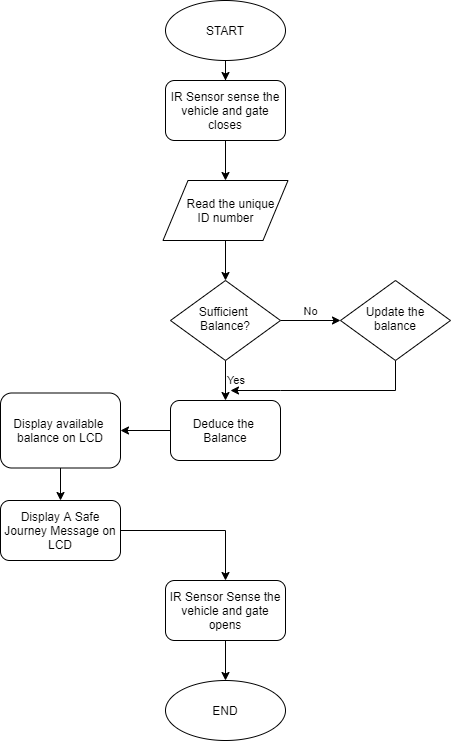 START
IR Sensor sense the
vehicle and gate
closes
Read the unique
ID number
Sufficient
Balance?
No
Update the
balance
Yes
Deduce the
Balance
Display available
balance on LCD
Display A Safe
Journey Message on
LCD
IR Sensor Sense the
vehicle and gate
opens
END